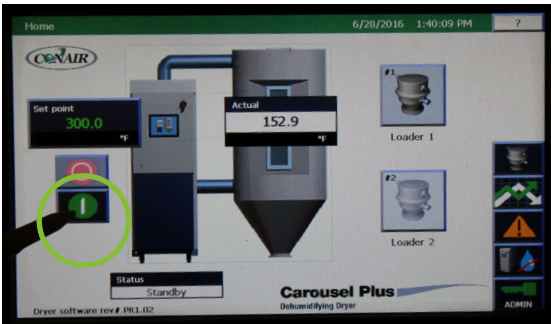 Home
6/28/2016 1:40:09 PM
?
CONAIR
Set point
300.0
°F
Actual
152.9
°F
#1
Loader 1
#2
Loader 2
Status
Standby
Carousel Plus
Dehumidifying Dryer
Dryer software rev# PR1.02
ADMIN